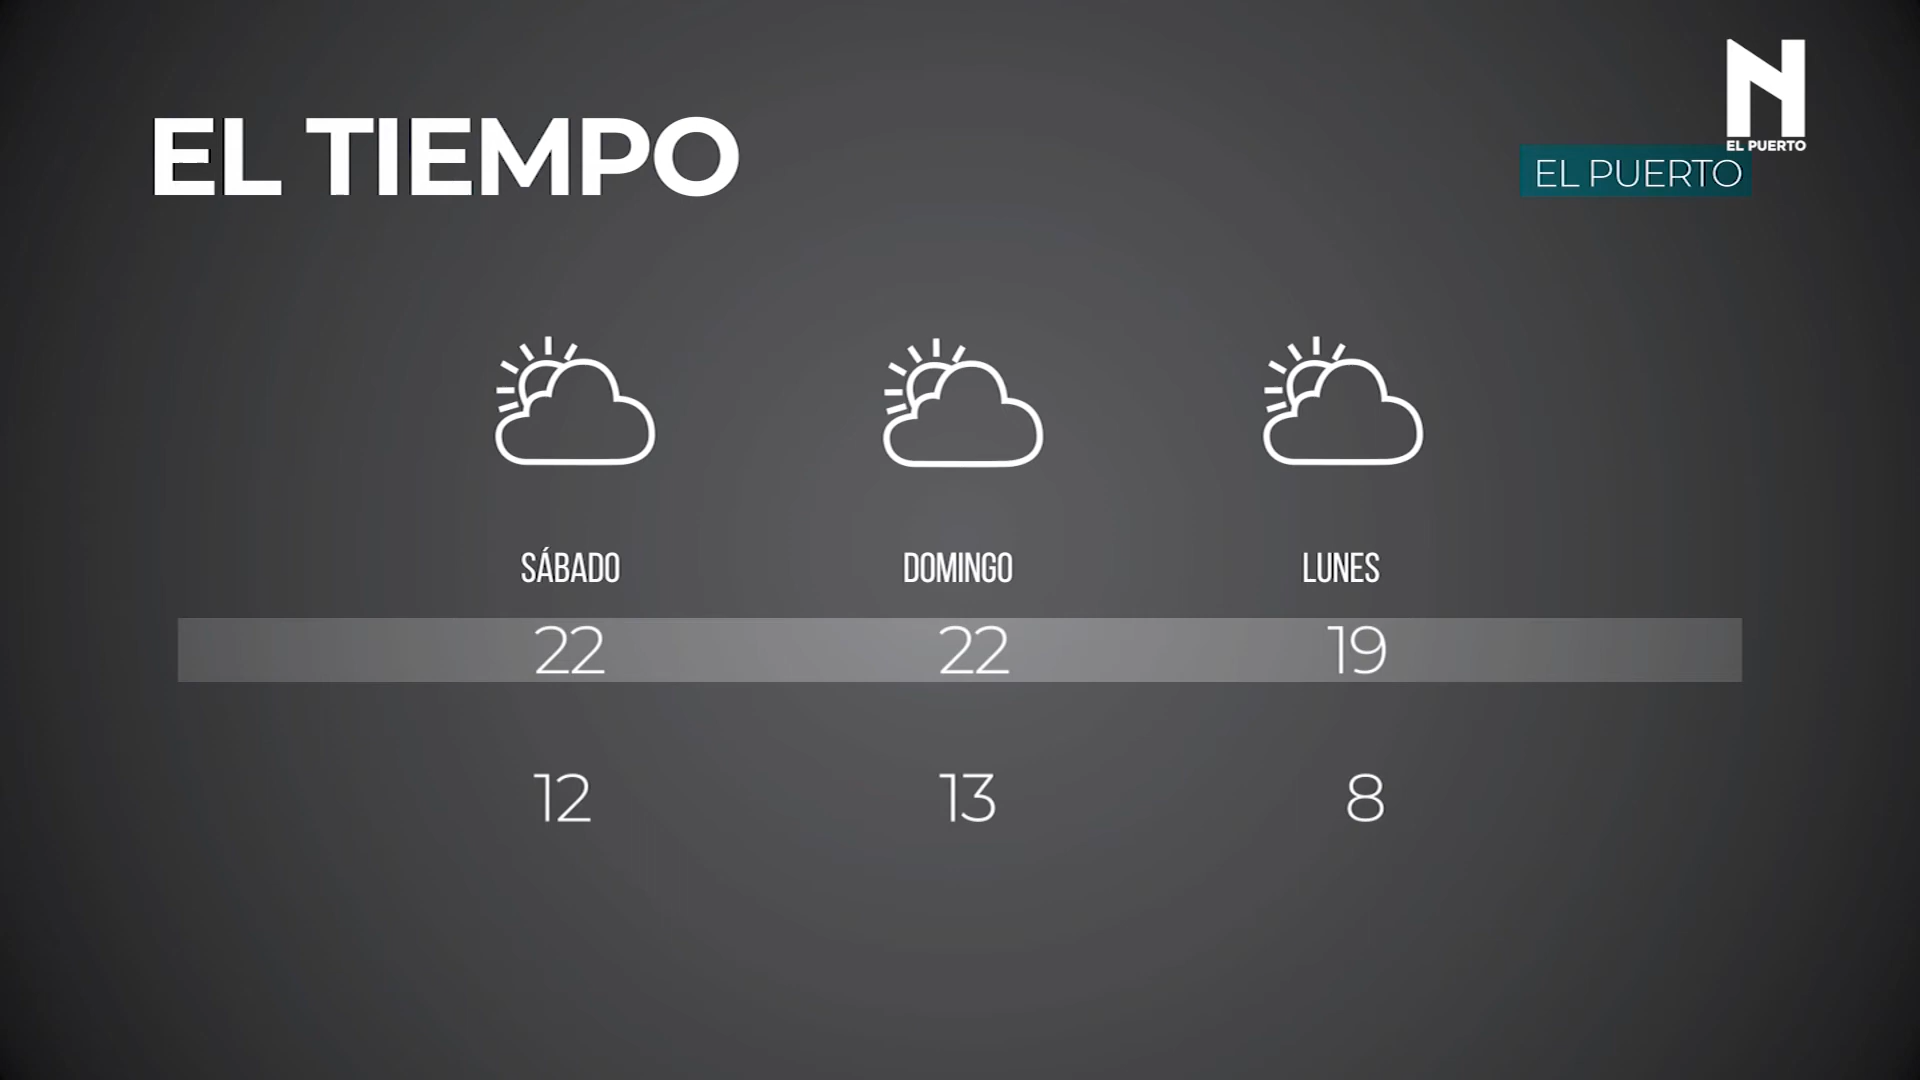 EL TIEMPO
EL PUERTO
EL PUERTO
SÁBADO DOMINGO LUNES
22 22 19
12 13 8